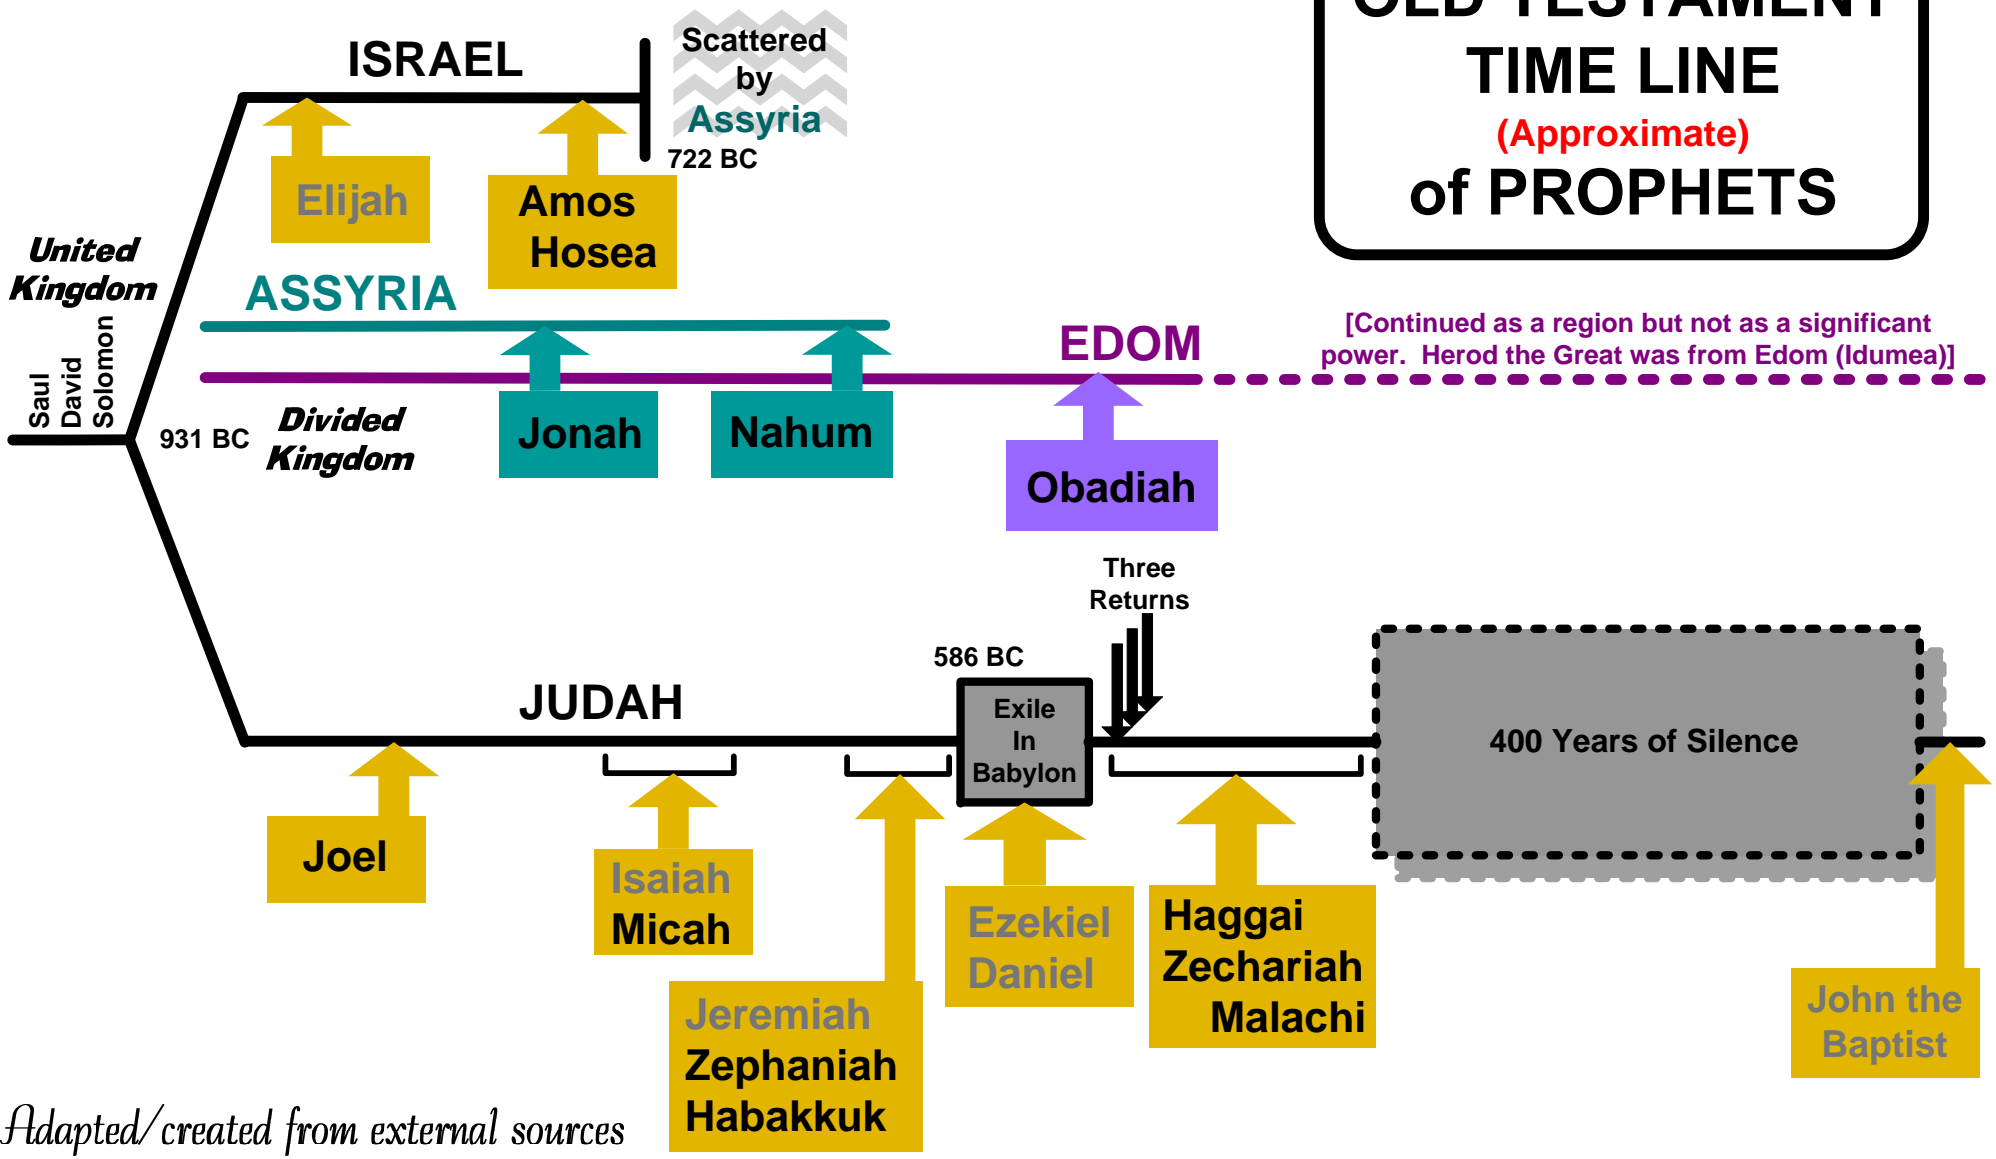 OLD TESTAMENT
TIME LINE
(Approximate)
of PROPHETS
ISRAEL
Scattered
by
Assyria
722 BC
Elijah
Amos
Hosea
United
Kingdom
Saul
David
Solomon
931 BC
Divided
Kingdom
ASSYRIA
Jonah
Nahum
EDOM
[Continued as a region but not as a significant
power. Herod the Great was from Edom (Idumea)]
Obadiah
Three
Returns
586 BC
JUDAH
Exile
In
Babylon
400 Years of Silence
Joel
Isaiah
Micah
Jeremiah
Zephaniah
Habakkuk
Ezekiel
Daniel
Haggai
Zechariah
Malachi
John the
Baptist
Adapted/created from external sources